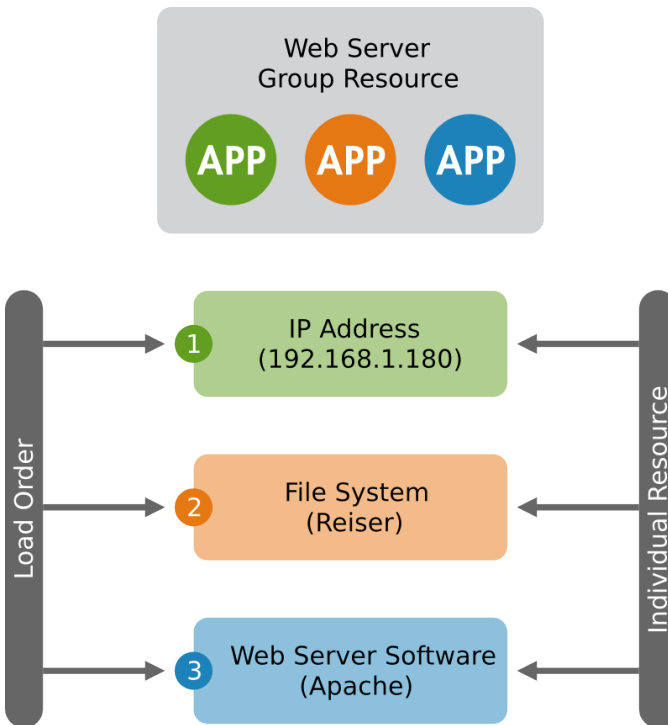 Web Server
Group Resource
APP APP APP
Load Order
1
IP Address
(192.168.1.180)
2
File System
(Reiser)
3
Web Server Software
(Apache)
Individual Resource